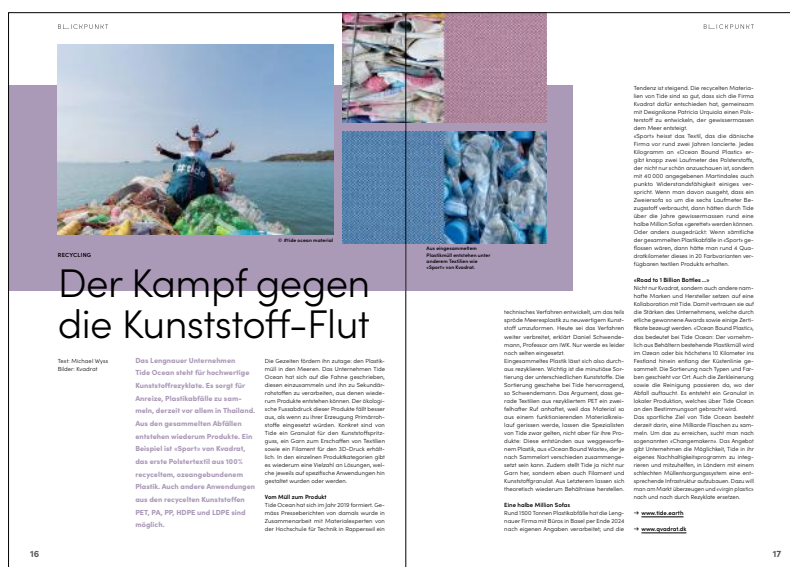 BLICKPUNKT
BLICKPUNKT
#tide
© #tide ocean material
Aus eingesammeltem
Plastikmüll entstehen unter
anderem Textilien wie
«Sport» von Kvadrat.
RECYCLING
Der Kampf gegen
die Kunststoff-Flut
Text: Michael Wyss
Bilder: Kvadrat
Das Lengnauer Unternehmen
Tide Ocean steht für hochwertige
Kunststoffrezyklate. Es sorgt für
Anreize, Plastikabfälle zu sam-
meln, derzeit vor allem in Thailand.
Aus den gesammelten Abfällen
entstehen wiederum Produkte. Ein
Beispiel ist «Sport» von Kvadrat,
das erste Polstertextil aus 100%
recyceltem, ozeangebundenem
Plastik. Auch andere Anwendungen
aus den recycelten Kunststoffen
PET, PA, PP, HDPE und LDPE sind
möglich.
Die Gezeiten fördern ihn zutage: den Plastik-
müll in den Meeren. Das Unternehmen Tide
Ocean hat sich auf die Fahne geschrieben,
diesen einzusammeln und ihn zu Sekundär-
rohstoffen zu verarbeiten, aus denen wiede-
rum Produkte entstehen können. Der ökologi-
sche Fussabdruck dieser Produkte fällt besser
aus, als wenn zu ihrer Erzeugung Primärroh-
stoffe eingesetzt würden. Konkret sind von
Tide ein Granulat für den Kunststoffspritz-
guss, ein Garn zum Erschaffen von Textilien
sowie ein Filament für den 3D-Druck erhält-
lich. In den einzelnen Produktkategorien gibt
es wiederum eine Vielzahl an Lösungen, wel-
che jeweils auf spezifische Anwendungen hin
gestaltet wurden oder werden.
Vom Müll zum Produkt
Tide Ocean hat sich im Jahr 2019 formiert. Ge-
mäss Presseberichten von damals wurde in
Zusammenarbeit mit Materialexperten von
der Hochschule für Technik in Rapperswil ein
technisches Verfahren entwickelt, um das teils
spröde Meeresplastik zu neuwertigem Kunst-
stoff umzuformen. Heute sei das Verfahren
weiter verbreitet, erklärt Daniel Schwende-
mann, Professor am IWK. Nur werde es leider
noch selten eingesetzt.
Eingesammeltes Plastik lässt sich also durch-
aus rezyklieren. Wichtig ist die minutiöse Sor-
tierung der unterschiedlichen Kunststoffe. Die
Sortierung geschehe bei Tide hervorragend,
so Schwendemann. Das Argument, dass ge-
rade Textilien aus rezykliertem PET ein zwei-
felhafter Ruf anhaftet, weil das Material so
aus einem funktionierenden Materialkreis-
lauf gerissen werde, lassen die Spezialisten
von Tide zwar gelten, nicht aber für ihre Pro-
dukte: Diese entstünden aus weggeworfe-
nem Plastik, aus «Ocean Bound Waste», der je
nach Sammelort verschieden zusammenge-
setzt sein kann. Zudem stellt Tide ja nicht nur
Garn her, sondern eben auch Filament und
Kunststoffgranulat. Aus Letzterem lassen sich
theoretisch wiederum Behältnisse herstellen.
Eine halbe Million Sofas
Rund 1500 Tonnen Plastikabfälle hat die Leng-
nauer Firma mit Büros in Basel per Ende 2024
nach eigenen Angaben verarbeitet; und die
Tendenz ist steigend. Die recycelten Materia-
lien von Tide sind so gut, dass sich die Firma
Kvadrat dafür entschieden hat, gemeinsam
mit Designikone Patricia Urquiola einen Pols-
terstoff zu entwickeln, der gewissermassen
dem Meer entsteigt.
«Sport» heisst das Textil, das die dänische
Firma vor rund zwei Jahren lancierte. Jedes
Kilogramm an «Ocean Bound Plastic» er-
gibt knapp zwei Laufmeter des Polsterstoffs,
der nicht nur schön anzuschauen ist, sondern
mit 40 000 angegebenen Martindales auch
punkto Widerstandsfähigkeit einiges ver-
spricht. Wenn man davon ausgeht, dass ein
Zweiersofa so um die sechs Laufmeter Be-
zugsstoff verbraucht, dann hätten durch Tide
über die Jahre gewissermassen rund eine
halbe Million Sofas «gerettet» werden können.
Oder anders ausgedrückt: Wenn sämtliche
der gesammelten Plastikabfälle in «Sport» ge-
flossen wären, dann hätte man rund 4 Qua-
dratkilometer dieses in 20 Farbvarianten ver-
fügbaren textilen Produkts erhalten.
«Road to 1 Billion Bottles…»
Nicht nur Kvadrat, sondern auch andere nam-
hafte Marken und Hersteller setzen auf eine
Kollaboration mit Tide. Damit vertrauen sie auf
die Stärken des Unternehmens, welche durch
etliche gewonnene Awards sowie einige Zerti-
fikate bezeugt werden. «Ocean Bound Plastic»,
das bedeutet bei Tide Ocean: Der vornehm-
lich aus Behältern bestehende Plastikmüll wird
im Ozean oder bis höchstens 10 Kilometer ins
Festland hinein entlang der Küstenlinie ge-
sammelt. Die Sortierung nach Typen und Far-
ben geschieht vor Ort. Auch die Zerkleinerung
sowie die Reinigung passieren da, wo der
Abfall auftaucht. Es entsteht ein Granulat in
lokaler Produktion, welches über Tide Ocean
an den Bestimmungsort gebracht wird.
Das sportliche Ziel von Tide Ocean besteht
derzeit darin, eine Milliarde Flaschen zu sam-
meln. Um das zu erreichen, sucht man nach
sogenannten «Changemakern». Das Angebot
gibt Unternehmen die Möglichkeit, Tide in ihr
eigenes Nachhaltigkeitsprogramm zu integ-
rieren und mitzuhelfen, in Ländern mit einem
schlechten Müllentsorgungssystem eine ent-
sprechende Infrastruktur aufzubauen. Dazu will
man am Markt überzeugen und «virgin plastic»
nach und nach durch Rezyklate ersetzen.
→ www.tide.earth
→ www.qvadrat.dk
16
17